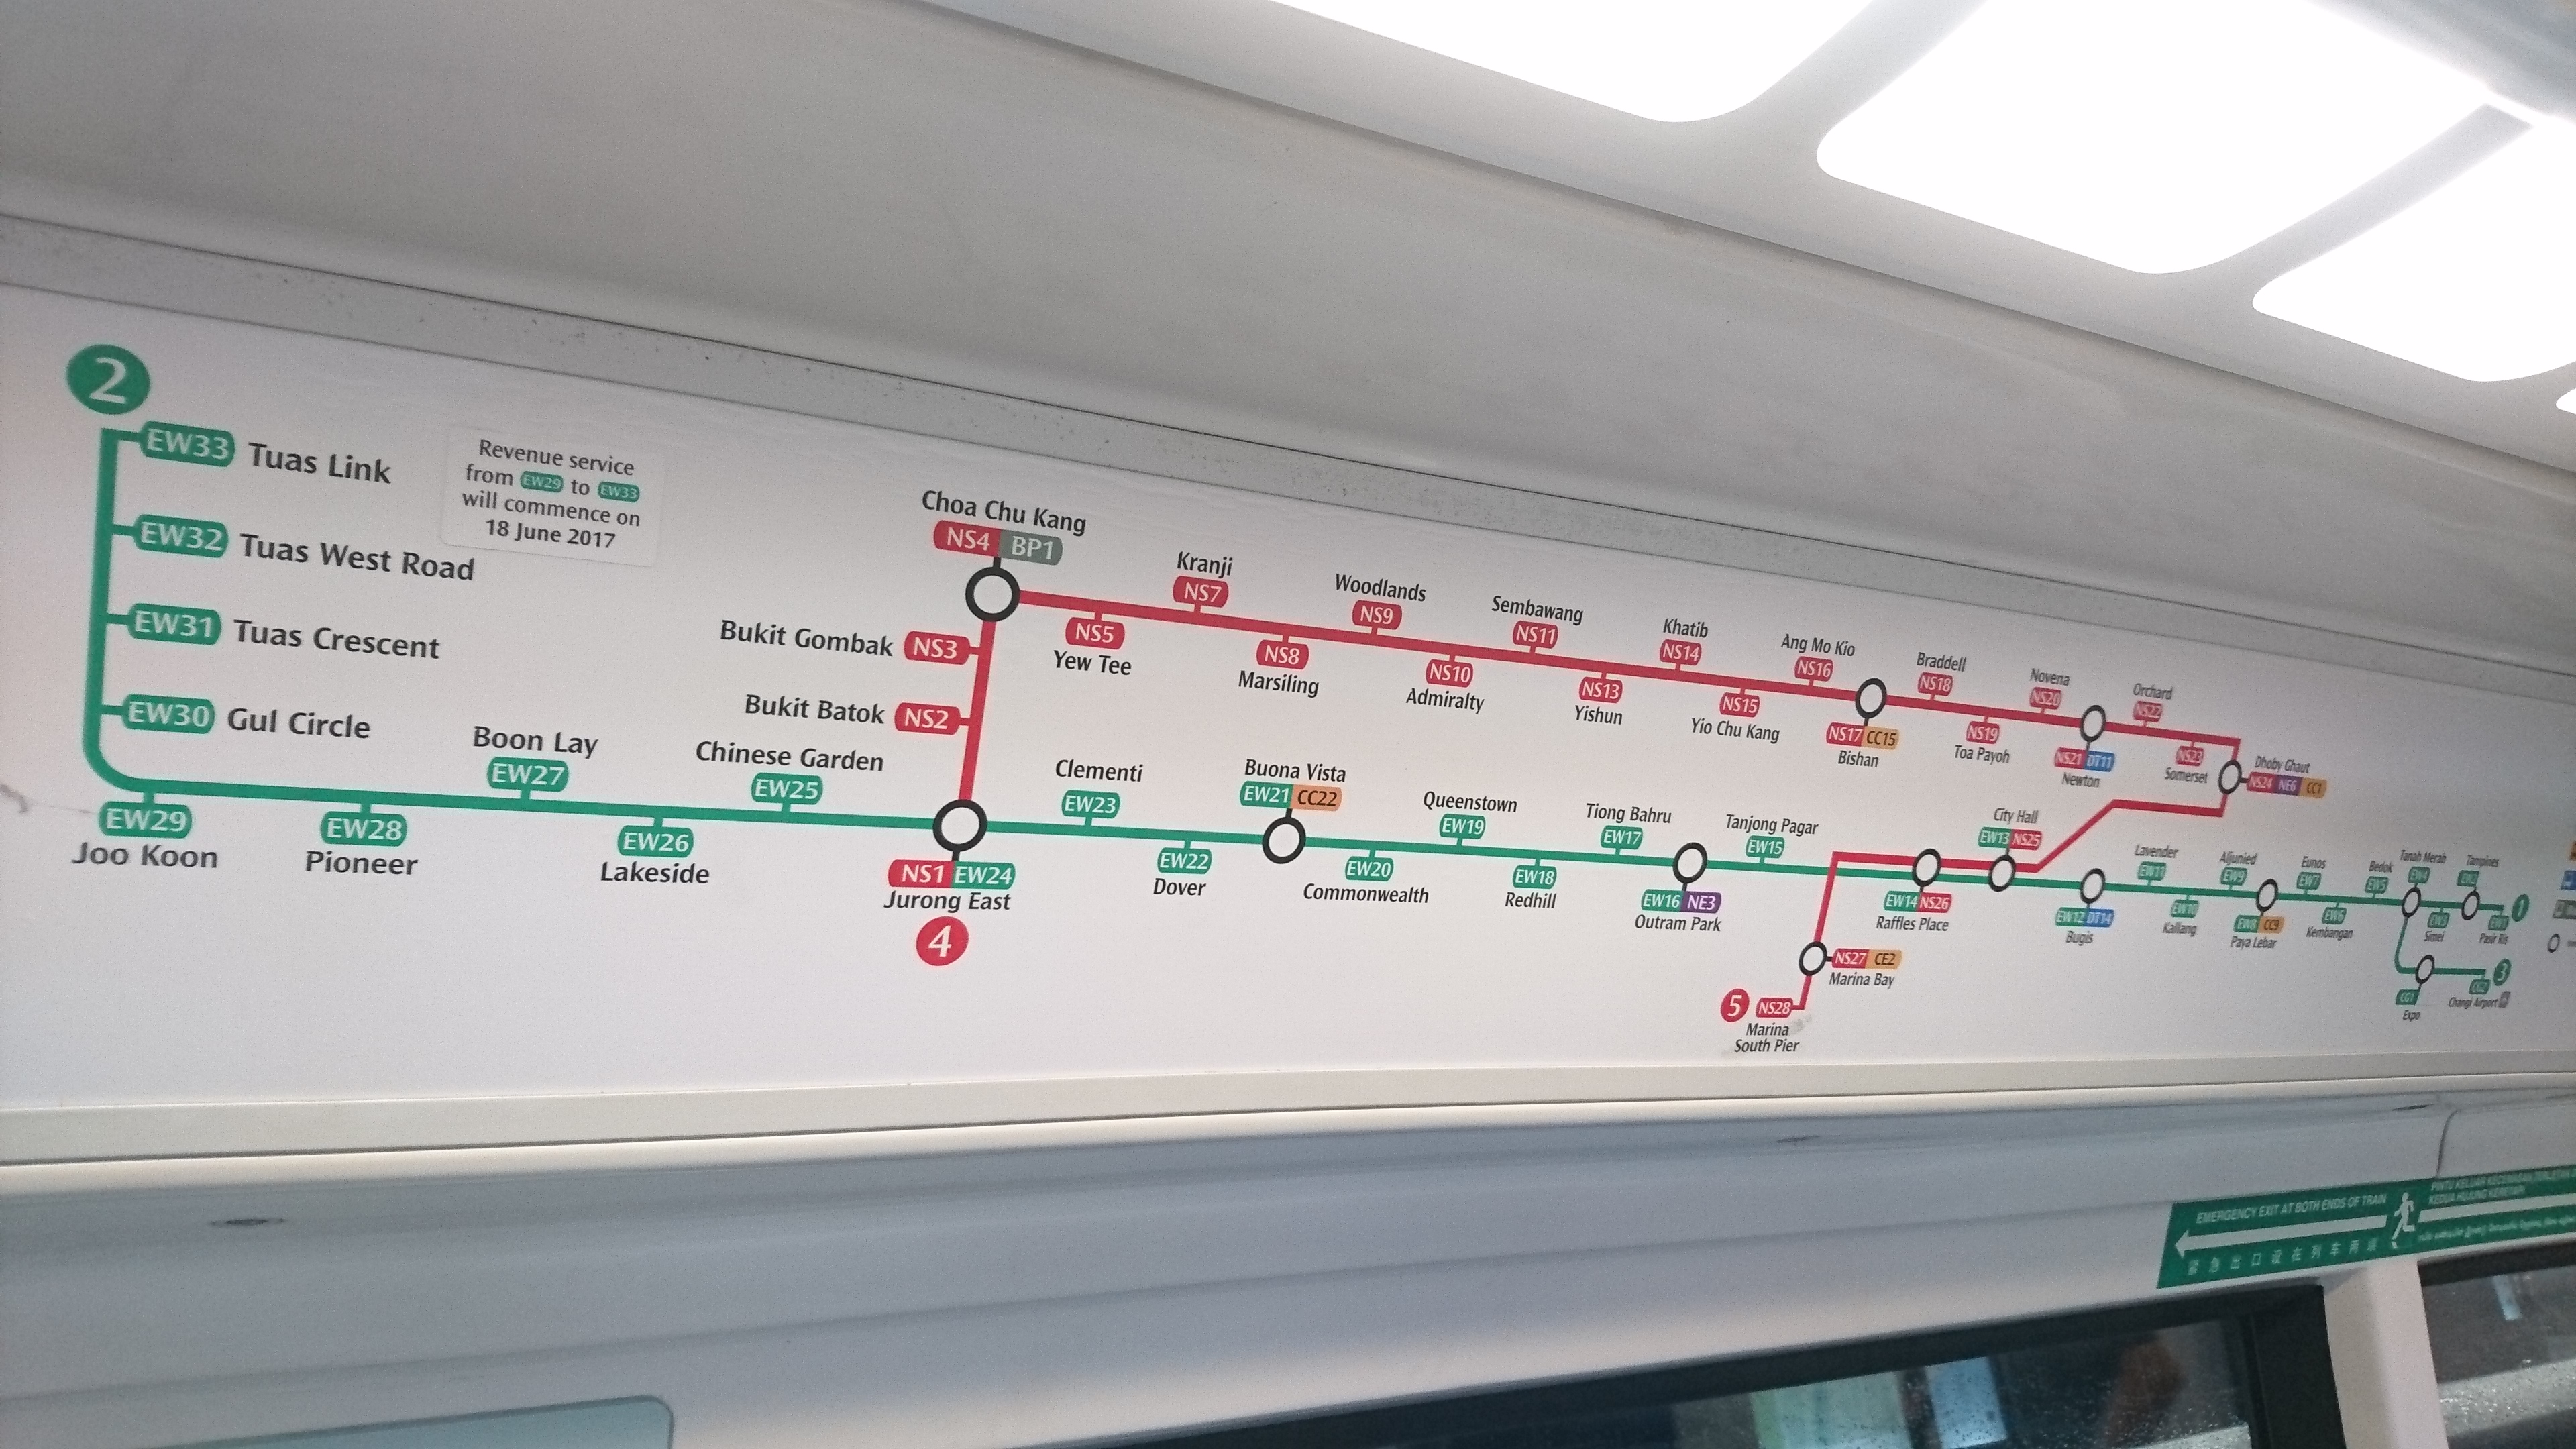 2
EW33 Tuas Link
Revenue service
from EW29 to EW33
will commence on
18 June 2017
EW32 Tuas West Road
EW31 Tuas Crescent
EW30 Gul Circle
EW29
Joo Koon
EW28
Pioneer
Boon Lay
EW27
EW26
Lakeside
Chinese Garden
EW25
Choa Chu Kang
NS4 BP1
Bukit Gombak NS3
Bukit Batok NS2
NS1 EW24
Jurong East
4
NS5
Yew Tee
Kranji
NS7
NS8
Marsiling
Woodlands
NS9
NS10
Admiralty
Sembawang
NS11
NS13
Yishun
Khatib
NS14
NS15
Yio Chu Kang
Ang Mo Kio
NS16
NS17 CC15
Bishan
Braddell
NS18
NS19
Toa Payoh
Novena
NS20
NS21 DT11
Newton
Orchard
NS22
NS23
Somerset
Dhoby Ghaut
NS24 NE6 CC1
Clementi
EW23
EW22
Dover
Buona Vista
EW21 CC22
EW20
Commonwealth
Queenstown
EW19
EW18
Redhill
Tiong Bahru
EW17
EW16 NE3
Outram Park
Tanjong Pagar
EW15
EW14 NS26
Raffles Place
City Hall
EW13 NS25
NS27 CE2
Marina Bay
5 NS28
Marina
South Pier
EW12 DT14
Bugis
Lavender
EW11
EW10
Kallang
Aljunied
EW9
EW8 CC9
Paya Lebar
Eunos
EW7
EW6
Kembangan
Bedok
EW5
Tanah Merah
EW4
EW3
Simei
Tampines
EW2
EW1
Pasir Ris
1
CG1
Expo
CG2
Changi Airport
3
EMERGENCY EXIT AT BOTH ENDS OF TRAIN
紧急出口设在列车两端
KEDUA HUJUNG KERETAPI